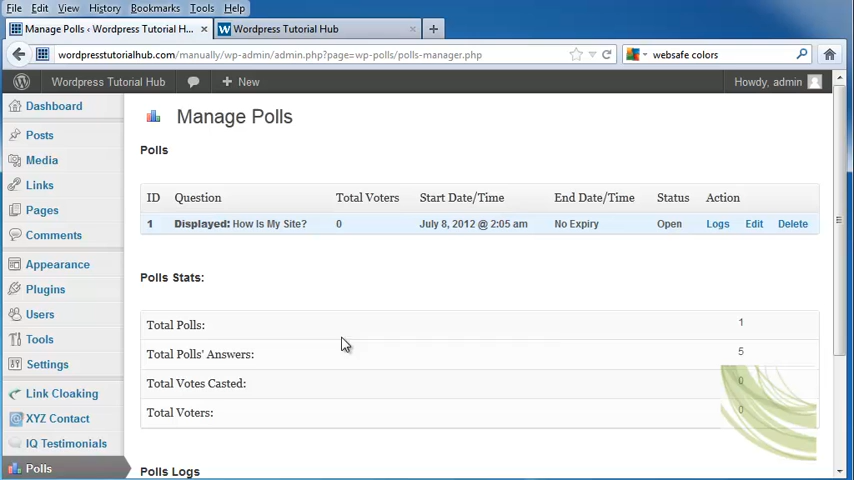 File Edit View History Bookmarks Tools Help
Manage Polls ‹ Wordpress Tutorial H... × Wordpress Tutorial Hub × +
wordpresstutorialhub.com/manually/wp-admin/admin.php?page=wp-polls/polls-manager.php websafe colors
Wordpress Tutorial Hub + New Howdy, admin
Dashboard
Posts
Media
Links
Pages
Comments
Appearance
Plugins
Users
Tools
Settings
Link Cloaking
XYZ Contact
IQ Testimonials
Polls
Manage Polls
Polls
ID Question Total Voters Start Date/Time End Date/Time Status Action
1 Displayed: How Is My Site? 0 July 8, 2012 @ 2:05 am No Expiry Open Logs Edit Delete
Polls Stats:
Total Polls: 1
Total Polls' Answers: 5
Total Votes Casted: 0
Total Voters: 0
Polls Logs